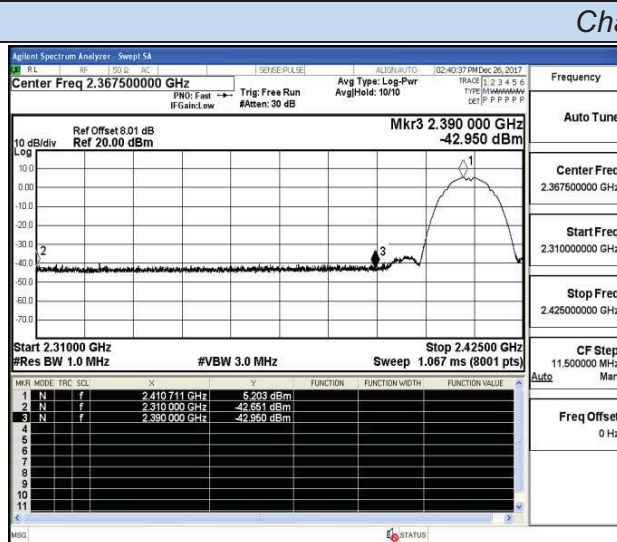 Cha
Agilent Spectrum Analyzer - Swept SA
RL RF 50 Ω AC SENSE:PULSE ALIGNAUTO 02:40:37 PM Dec 26, 2017
Center Freq 2.367500000 GHz
PNO: Fast
IFGain:Low
Trig: Free Run
#Atten: 30 dB
Avg Type: Log-Pwr
Avg|Hold: 10/10
TRACE 1 2 3 4 5 6
TYPE M
DET P P P P P P
Frequency
Auto Tune
Center Freq
2.367500000 GHz
Start Freq
2.310000000 GHz
Stop Freq
2.425000000 GHz
CF Step
11.500000 MHz
Auto Man
Freq Offset
0 Hz
Ref Offset 8.01 dB
10 dB/div Ref 20.00 dBm
Log
Mkr3 2.390 000 GHz
-42.950 dBm
10.0
0.00
-10.0
-20.0
-30.0
-40.0
-50.0
-60.0
-70.0
1
2
3
Start 2.31000 GHz Stop 2.42500 GHz
#Res BW 1.0 MHz #VBW 3.0 MHz Sweep 1.067 ms (8001 pts)
MKR MODE TRC SCL X Y FUNCTION FUNCTION WIDTH FUNCTION VALUE
1 N f 2.410 711 GHz 5.203 dBm
2 N f 2.310 000 GHz -42.651 dBm
3 N f 2.390 000 GHz -42.950 dBm
4
5
6
7
8
9
10
11
MSG STATUS